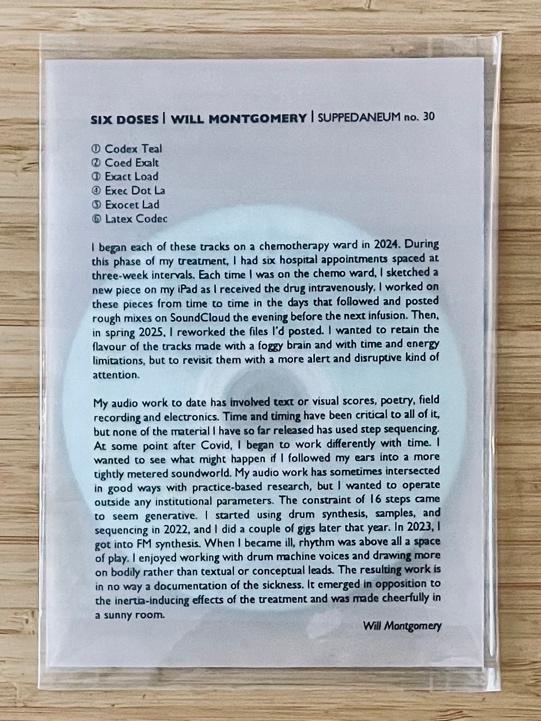 SIX DOSES | WILL MONTGOMERY | SUPPEDANEUM no. 30
① Codex Teal
② Coed Exalt
③ Exact Load
④ Exec Dot La
⑤ Exocet Lad
⑥ Latex Codec
I began each of these tracks on a chemotherapy ward in 2024. During
this phase of my treatment, I had six hospital appointments spaced at
three-week intervals. Each time I was on the chemo ward, I sketched a
new piece on my iPad as I received the drug intravenously. I worked on
these pieces from time to time in the days that followed and posted
rough mixes on SoundCloud the evening before the next infusion. Then,
in spring 2025, I reworked the files I'd posted. I wanted to retain the
flavour of the tracks made with a foggy brain and with time and energy
limitations, but to revisit them with a more alert and disruptive kind of
attention.
My audio work to date has involved text or visual scores, poetry, field
recording and electronics. Time and timing have been critical to all of it,
but none of the material I have so far released has used step sequencing.
At some point after Covid, I began to work differently with time. I
wanted to see what might happen if I followed my ears into a more
tightly metered soundworld. My audio work has sometimes intersected
in good ways with practice-based research, but I wanted to operate
outside any institutional parameters. The constraint of 16 steps came
to seem generative. I started using drum synthesis, samples, and
sequencing in 2022, and I did a couple of gigs later that year. In 2023, I
got into FM synthesis. When I became ill, rhythm was above all a space
of play. I enjoyed working with drum machine voices and drawing more
on bodily rather than textual or conceptual leads. The resulting work is
in no way a documentation of the sickness. It emerged in opposition to
the inertia-inducing effects of the treatment and was made cheerfully in
a sunny room.
Will Montgomery